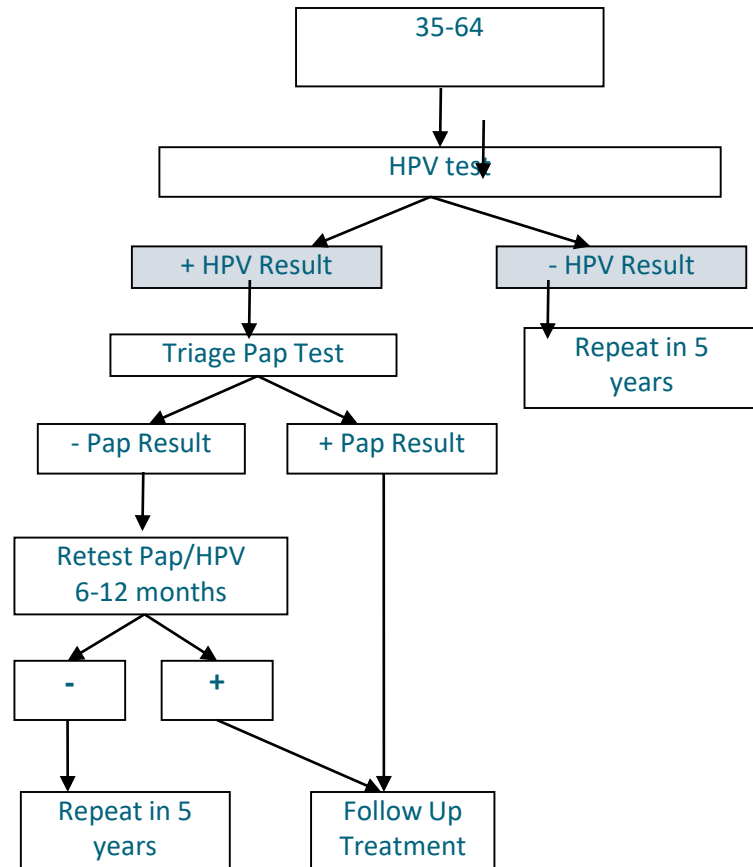 35-64
HPV test
+ HPV Result
- HPV Result
Triage Pap Test
Repeat in 5
years
- Pap Result
+ Pap Result
Retest Pap/HPV
6-12 months
-
+
Repeat in 5
years
Follow Up
Treatment